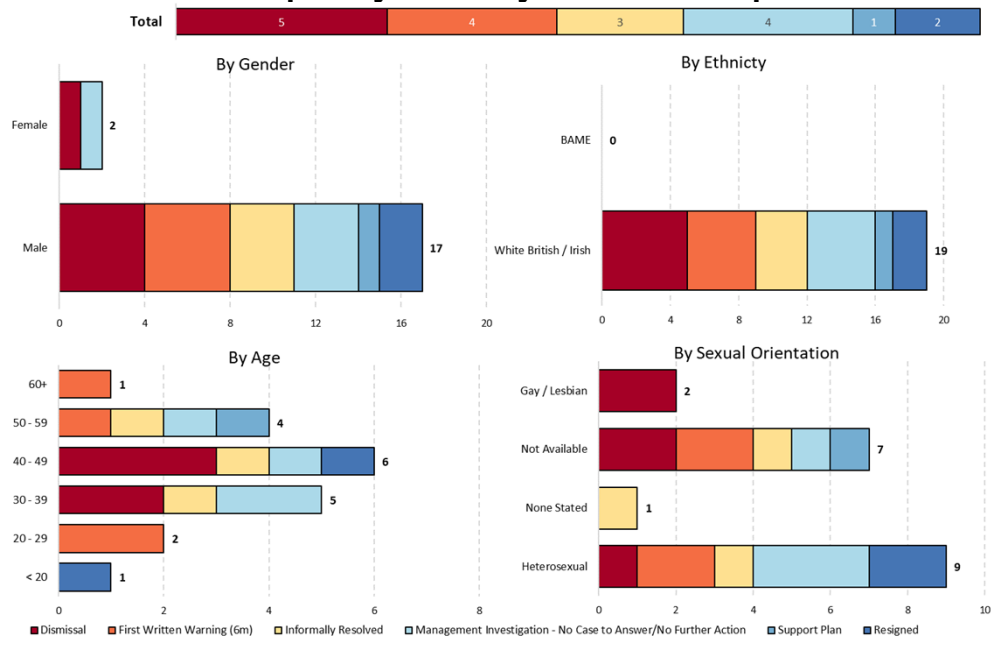 Total 5 4 3 4 1 2
By Gender
Female 2
Male 17
0 4 8 12 16 20
By Ethnicty
BAME 0
White British / Irish 19
0 4 8 12 16 20
By Age
60+ 1
50 - 59 4
40 - 49 6
30 - 39 5
20 - 29 2
< 20 1
0 2 4 6 8
By Sexual Orientation
Gay / Lesbian 2
Not Available 7
None Stated 1
Heterosexual 9
0 2 4 6 8 10
Dismissal First Written Warning (6m) Informally Resolved Management Investigation - No Case to Answer/No Further Action Support Plan Resigned